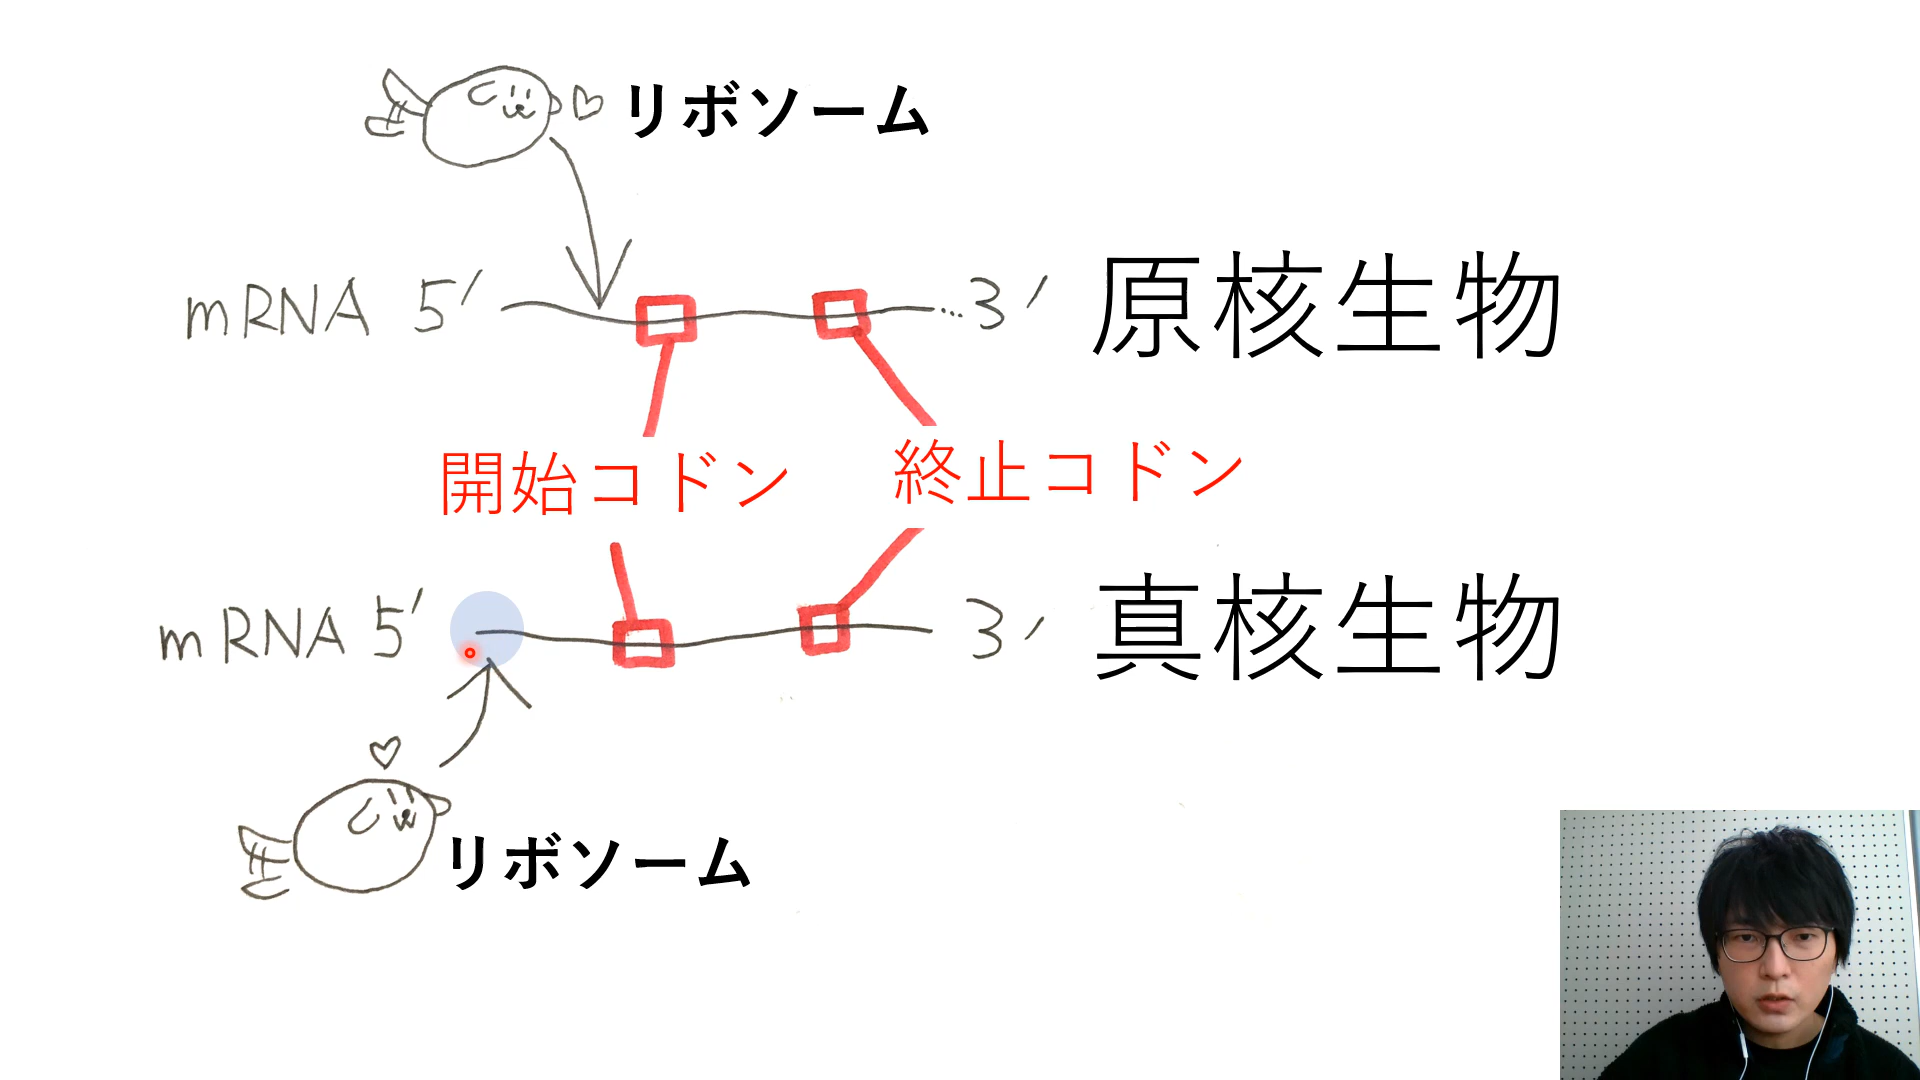 リボソーム
mRNA 5′ …3′ 原核生物
開始コドン 終止コドン
mRNA 5′ 3′ 真核生物
リボソーム